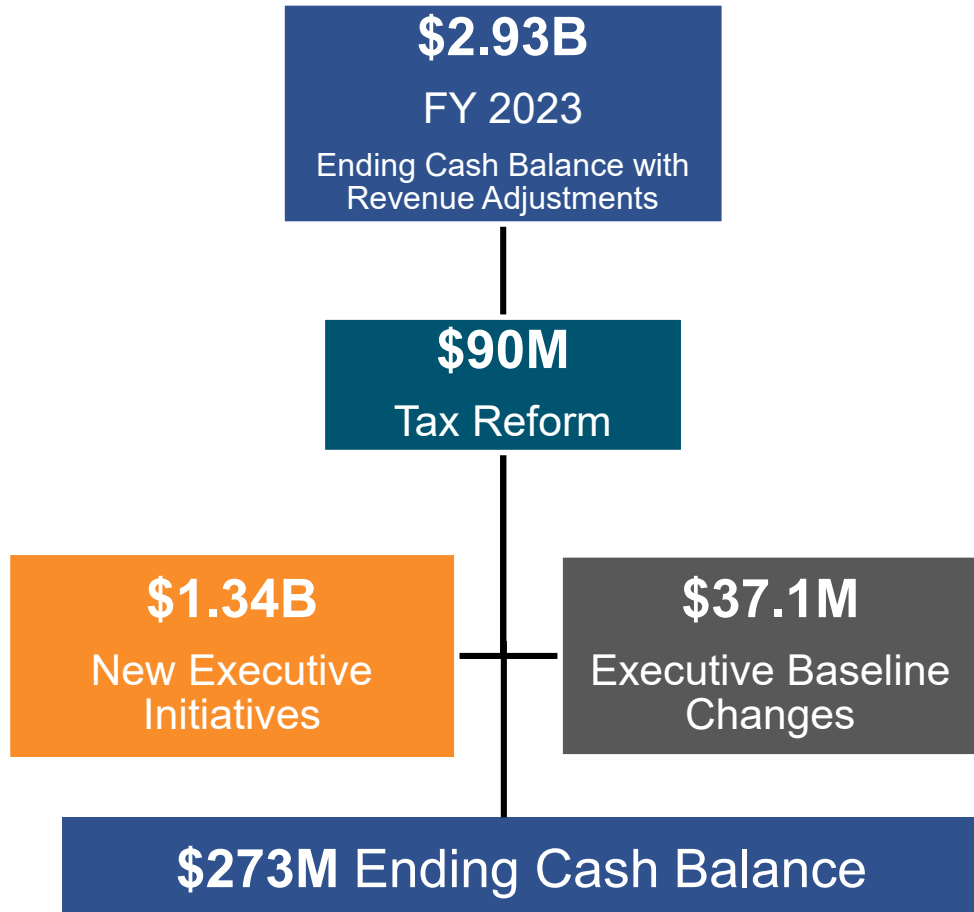 $2.93B
FY 2023
Ending Cash Balance with
Revenue Adjustments
$90M
Tax Reform
$1.34B
New Executive
Initiatives
$37.1M
Executive Baseline
Changes
$273M Ending Cash Balance